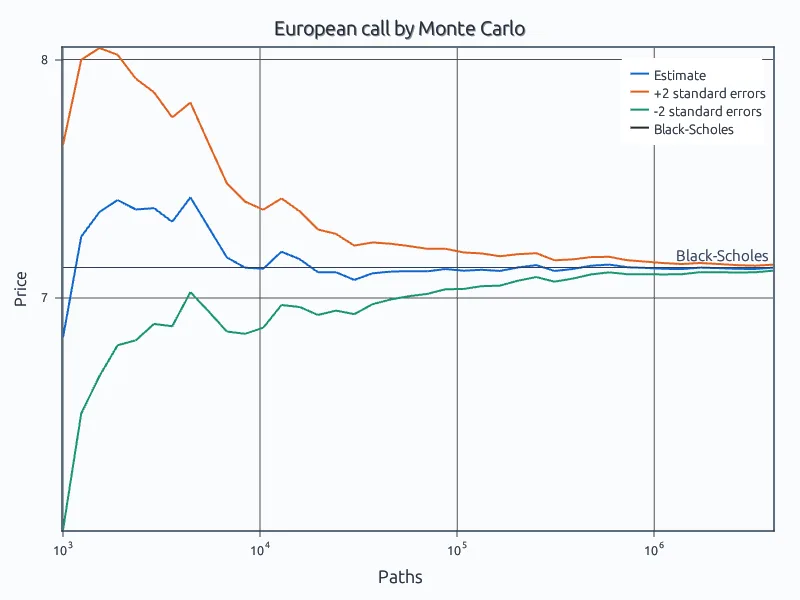 European call by Monte Carlo
8
7
Price
Estimate
+2 standard errors
-2 standard errors
Black-Scholes
Black-Scholes
10³
10⁴
10⁵
10⁶
Paths